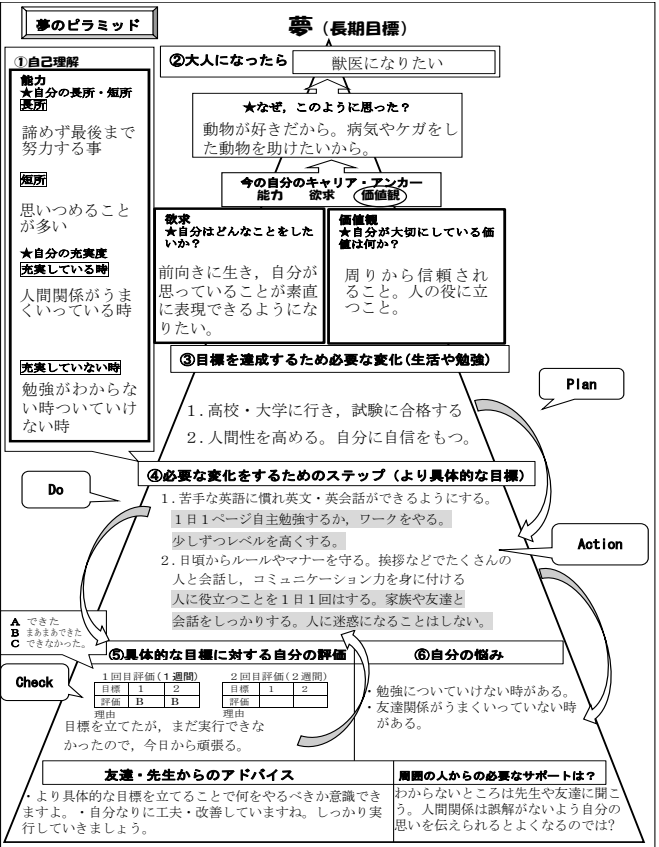 夢のピラミッド
夢（長期目標）
①自己理解
能力
★自分の長所・短所
長所
諦めず最後まで
努力する事
短所
思いつめること
が多い
★自分の充実度
充実している時
人間関係がうま
くいっている時
充実していない時
勉強がわからな
い時ついていけ
ない時
②大人になったら
獣医になりたい
★なぜ，このように思った？
動物が好きだから。病気やケガをし
た動物を助けたいから。
今の自分のキャリア・アンカー
能力 欲求 価値観
欲求
★自分はどんなことをした
いか？
前向きに生き，自分が
思っていることが素直
に表現できるようにな
りたい。
価値観
★自分が大切にしている価
値は何か？
周りから信頼され
ること。人の役に立
つこと。
③目標を達成するため必要な変化(生活や勉強)
1．高校・大学に行き，試験に合格する
2．人間性を高める。自分に自信をもつ。
Plan
④必要な変化をするためのステップ（より具体的な目標）
Do
1．苦手な英語に慣れ英文・英会話ができるようにする。
1日1ページ自主勉強するか，ワークをやる。
少しずつレベルを高くする。
2．日頃からルールやマナーを守る。挨拶などでたくさんの
人と会話し，コミュニケーション力を身に付ける
人に役立つことを1日1回はする。家族や友達と
会話をしっかりする。人に迷惑になることはしない。
Action
A できた
B まあまあできた
C できなかった。
Check
⑤具体的な目標に対する自分の評価
1回目評価(1週間)
目標 1 2
評価 B B
理由
2回目評価(2週間)
目標 1 2
評価
理由
目標を立てたが，まだ実行できな
かったので，今日から頑張る。
⑥自分の悩み
・勉強についていけない時がある。
・友達関係がうまくいっていない時
がある。
友達・先生からのアドバイス
・より具体的な目標を立てることで何をやるべきか意識でき
ますよ。・自分なりに工夫・改善していますね。しっかり実
行していきましょう。
周囲の人からの必要なサポートは？
わからないところは先生や友達に聞こ
う。人間関係は誤解がないよう自分の
思いを伝えられるとよくなるのでは?